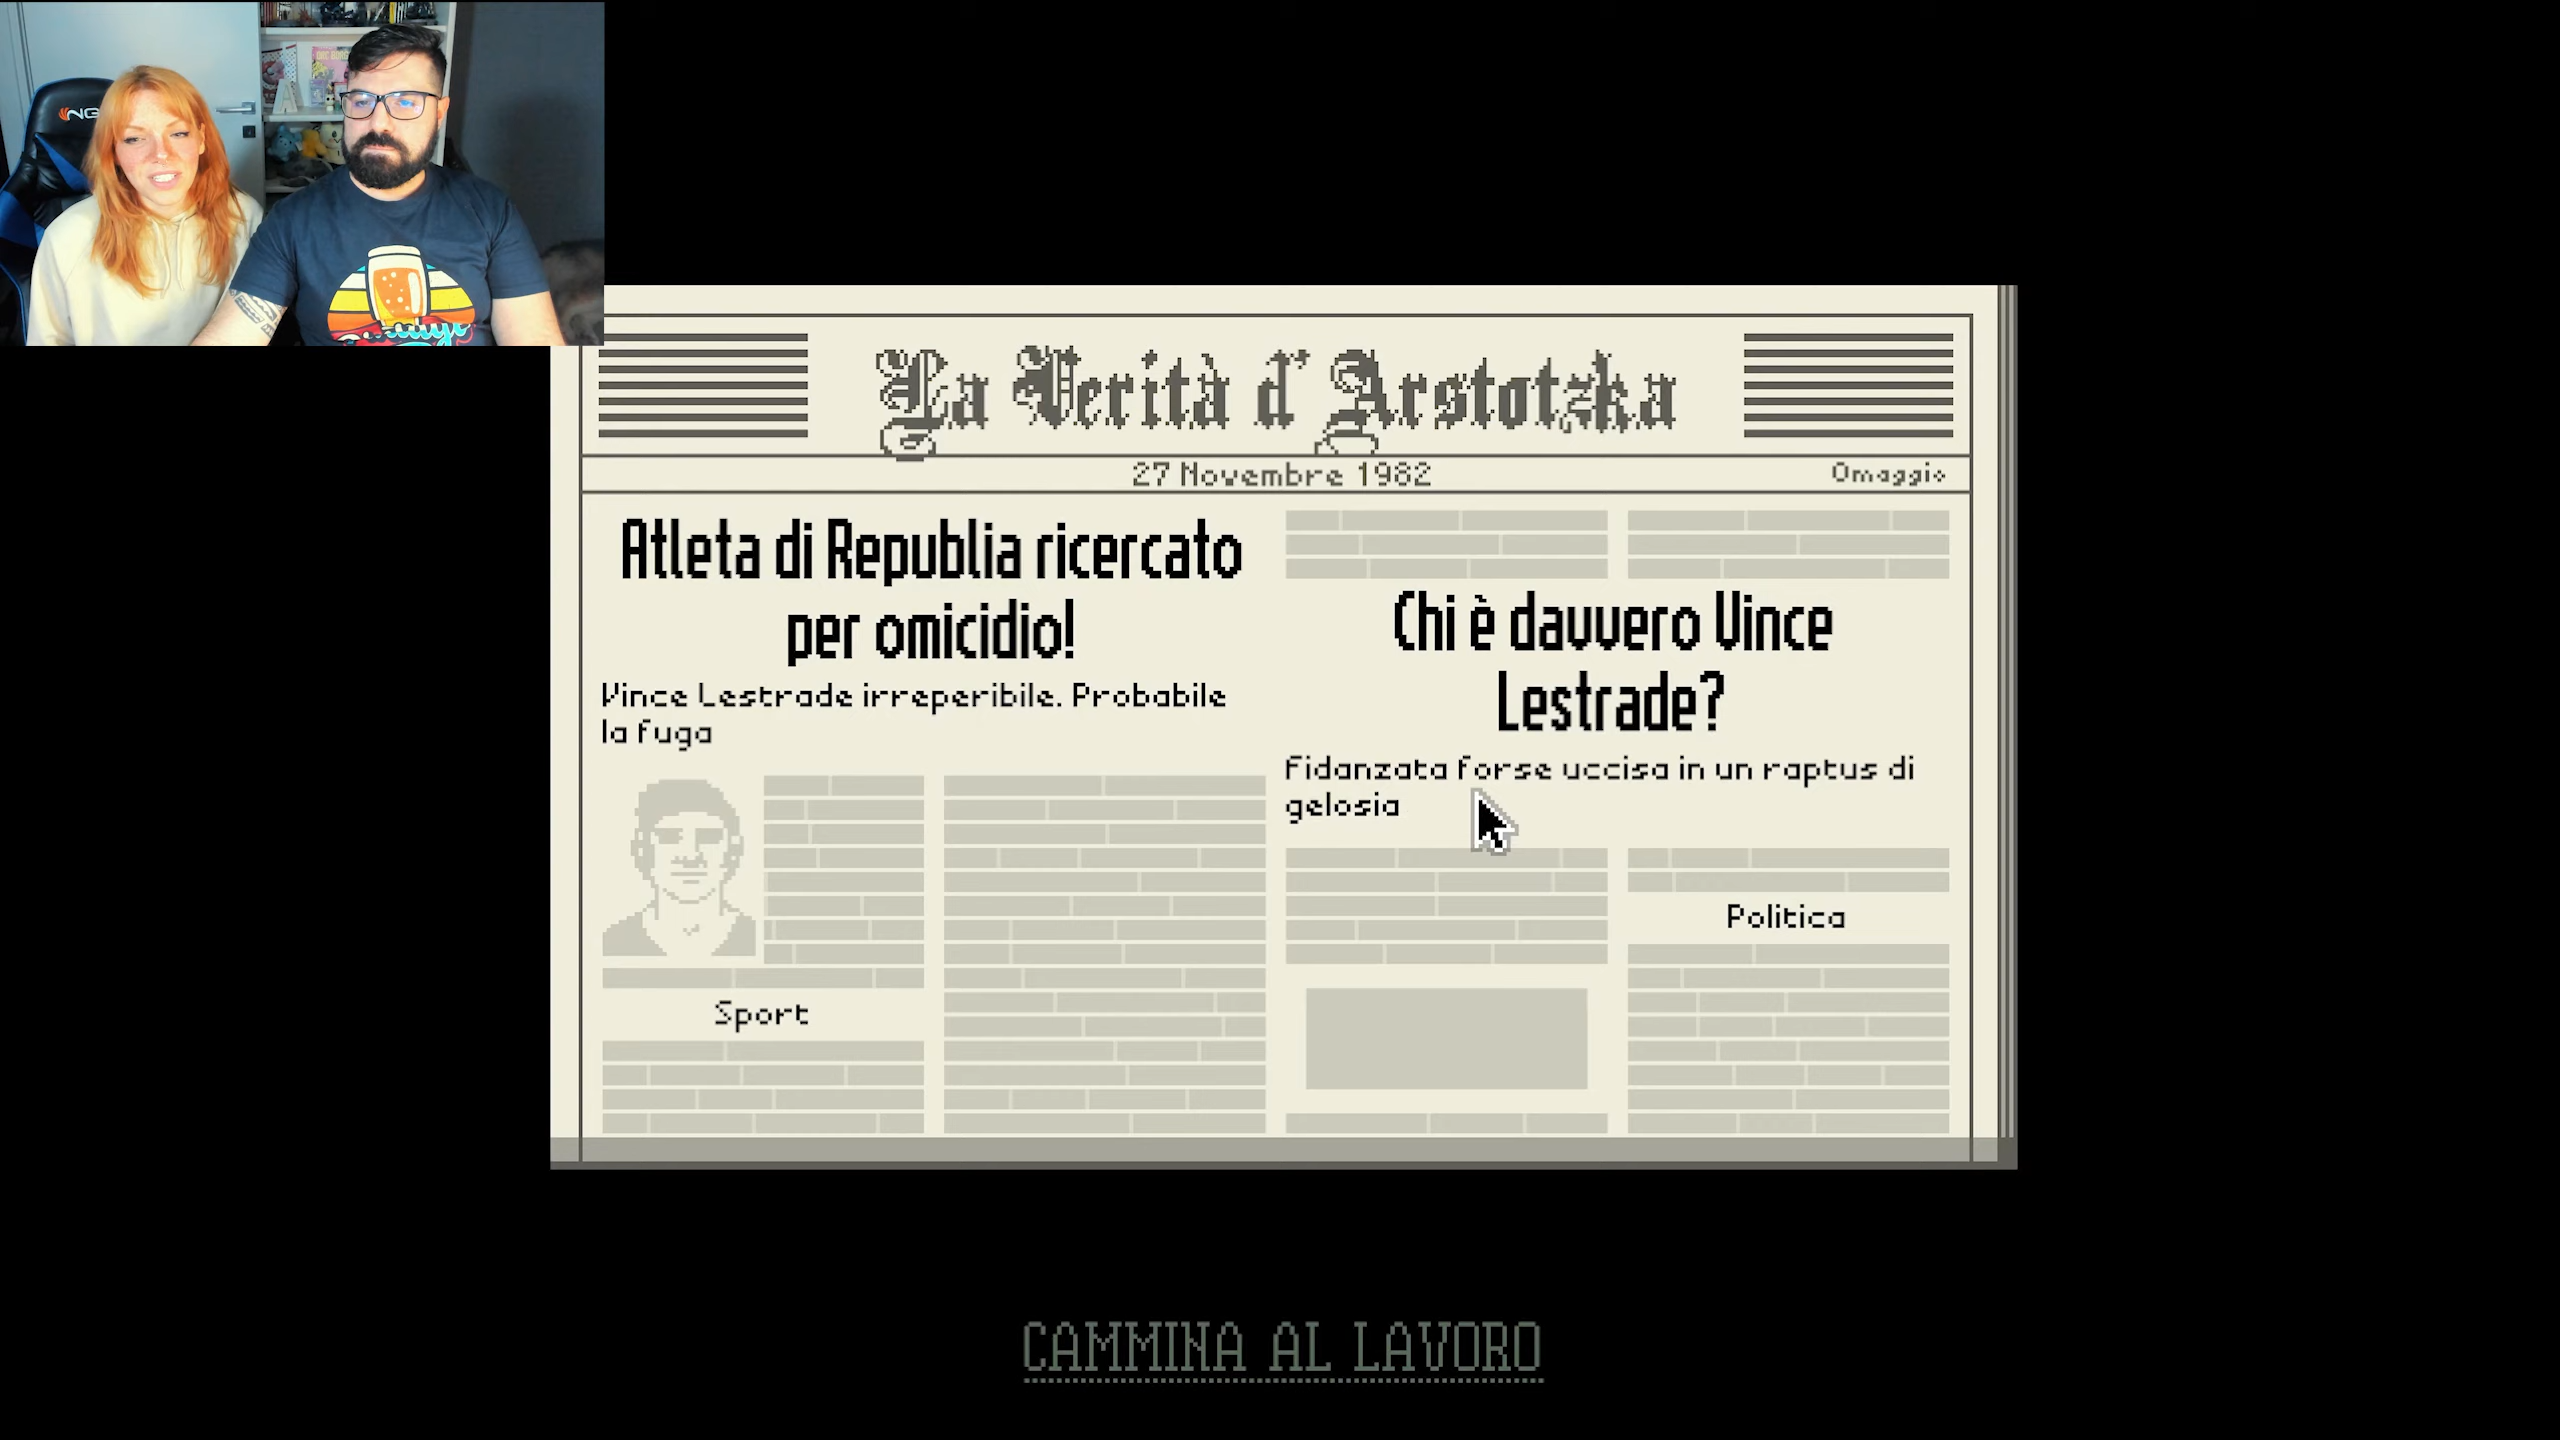 La Verità d'Arstotzka
27 Novembre 1982
Omaggio
Atleta di Republia ricercato
per omicidio!
Vince Lestrade irreperibile. Probabile
la fuga
Sport
Chi è davvero Vince
Lestrade?
Fidanzata forse uccisa in un raptus di
gelosia
Politica
CAMMINA AL LAVORO